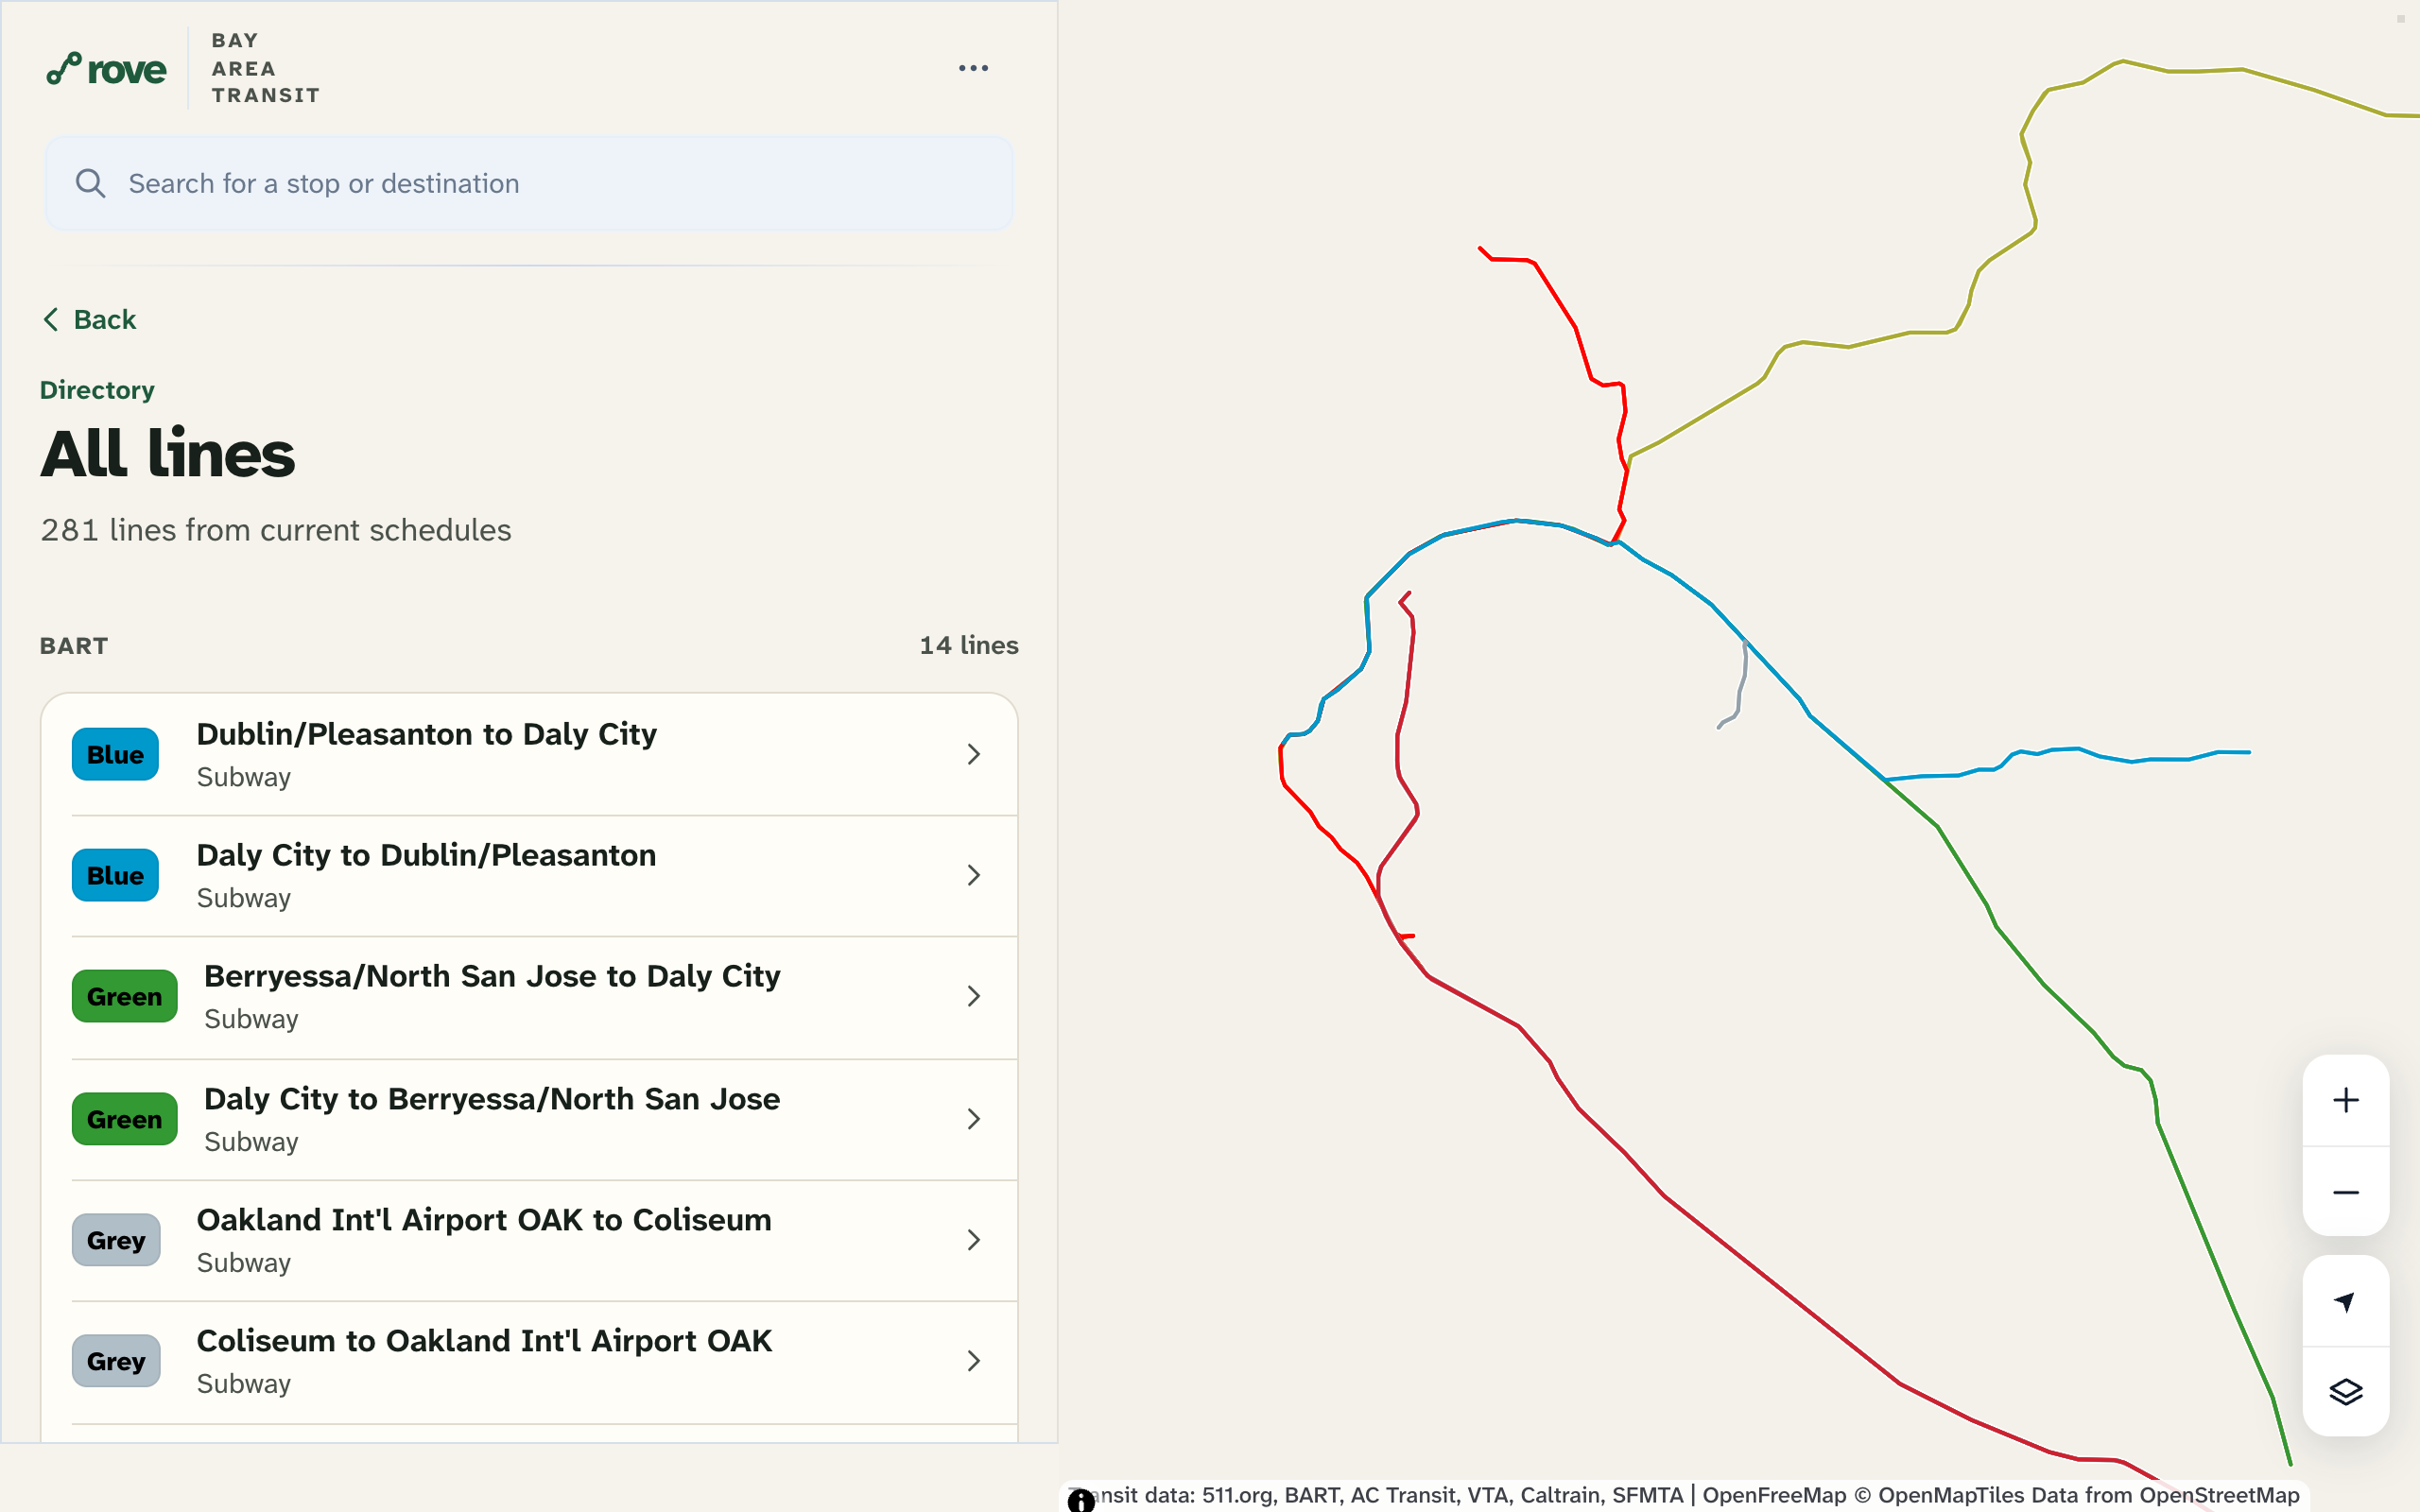 rove
BAY
AREA
TRANSIT
Search for a stop or destination
Back
Directory
All lines
281 lines from current schedules
BART
14 lines
Blue
Dublin/Pleasanton to Daly City
Subway
Blue
Daly City to Dublin/Pleasanton
Subway
Green
Berryessa/North San Jose to Daly City
Subway
Green
Daly City to Berryessa/North San Jose
Subway
Grey
Oakland Int'l Airport OAK to Coliseum
Subway
Grey
Coliseum to Oakland Int'l Airport OAK
Subway
Transit data: 511.org, BART, AC Transit, VTA, Caltrain, SFMTA | OpenFreeMap © OpenMapTiles Data from OpenStreetMap